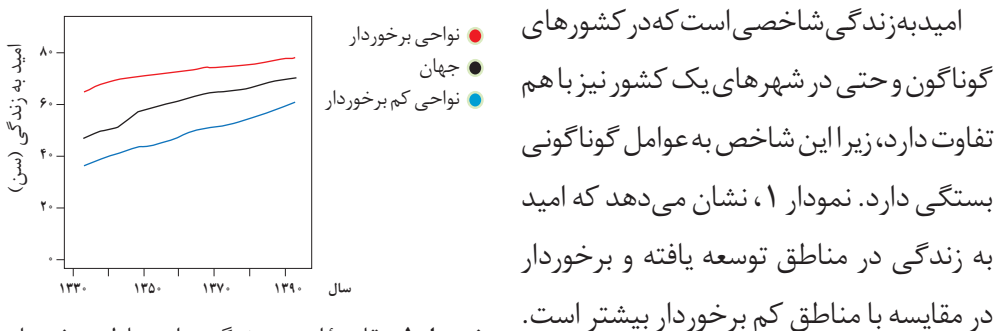 امید به زندگی شاخصی است که در کشورهای
گوناگون و حتی در شهرهای یک کشور نیز با هم
تفاوت دارد، زیرا این شاخص به عوامل گوناگونی
بستگی دارد. نمودار ۱، نشان می‌دهد که امید
به زندگی در مناطق توسعه یافته و برخوردار
در مقایسه با مناطق کم برخوردار بیشتر است.
نواحی برخوردار
جهان
نواحی کم برخوردار
امید به زندگی (سن)
۸۰
۶۰
۴۰
۲۰
۰
۱۳۳۰ ۱۳۵۰ ۱۳۷۰ ۱۳۹۰ سال